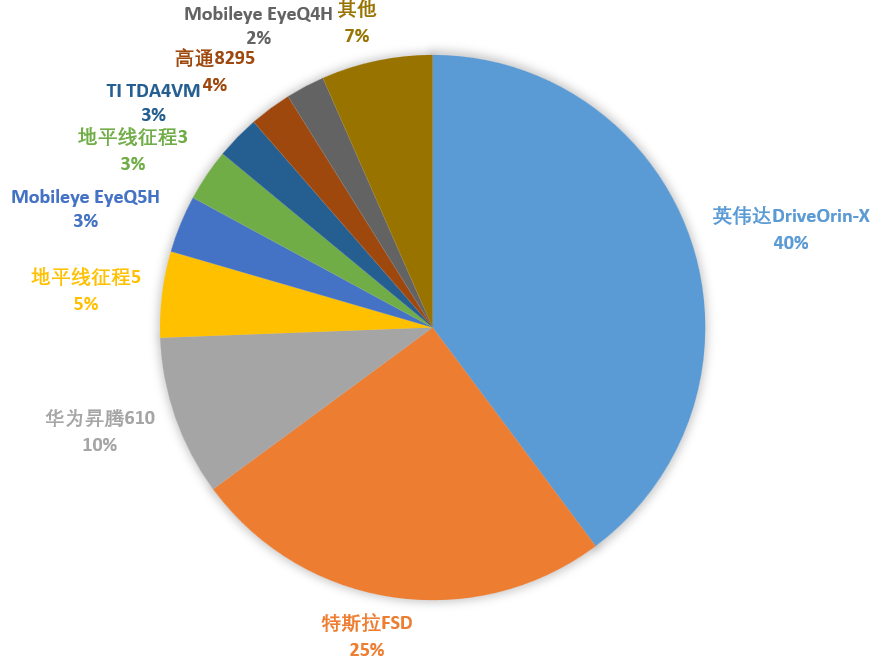 Mobileye EyeQ4H
2%
其他
7%
高通8295
4%
TI TDA4VM
3%
地平线征程3
3%
Mobileye EyeQ5H
3%
地平线征程5
5%
华为昇腾610
10%
特斯拉FSD
25%
英伟达DriveOrin-X
40%